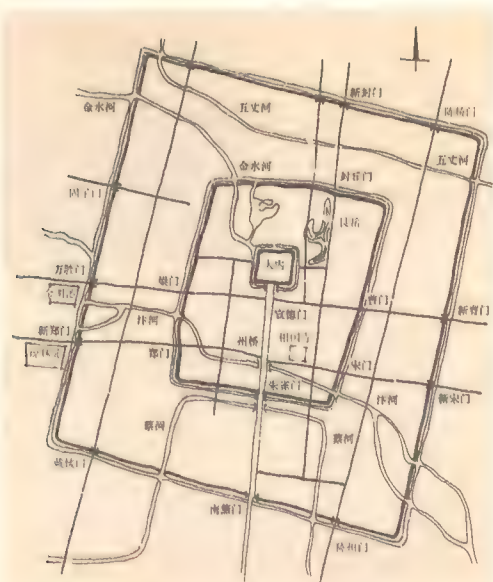 新封门
陈桥门
金水河
五丈河
五丈河
金水河
封丘门
固子门
艮岳
大内
万胜门
梁门
宣德门
曹门
新曹门
新郑门
汴河
州桥
相国寺
郑门
宋门
朱雀门
汴河
新宋门
蔡河
蔡河
戴楼门
南熏门
陈州门